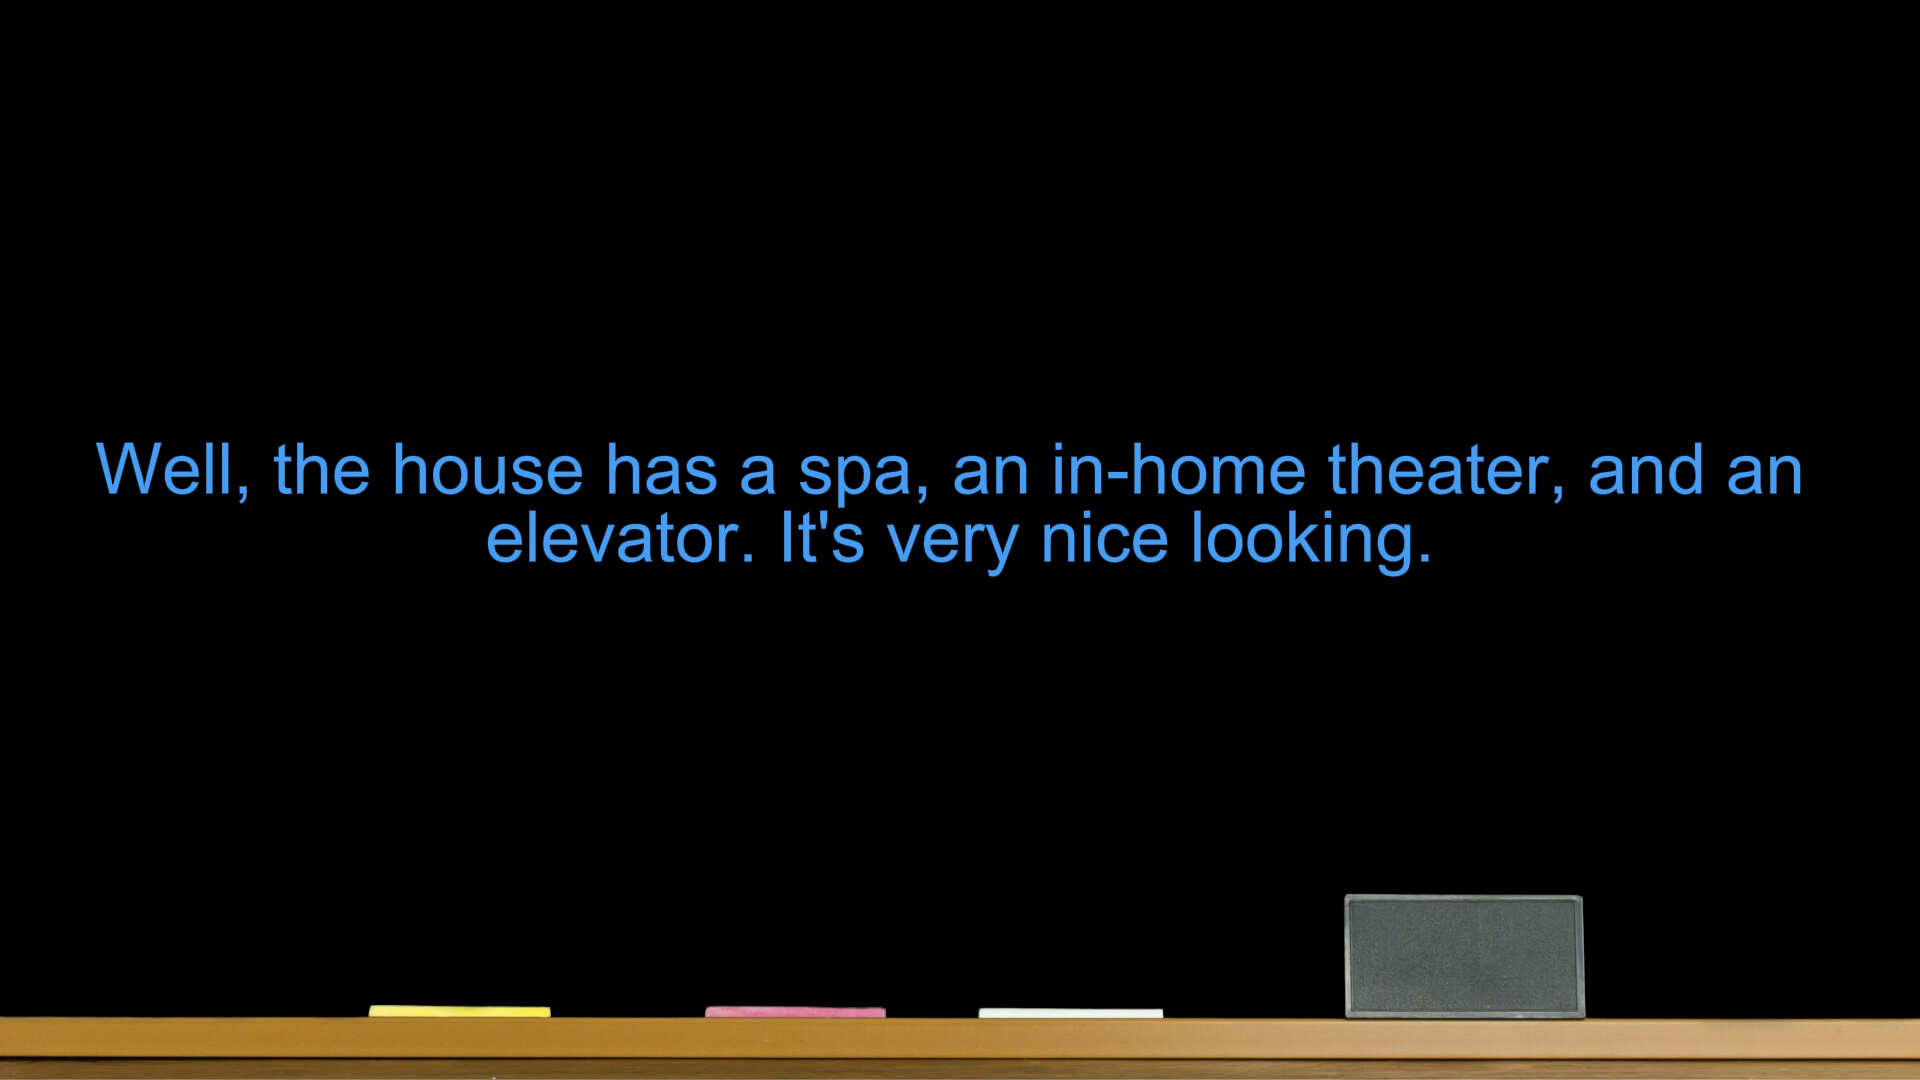 Well, the house has a spa, an in-home theater, and an
elevator. It's very nice looking.